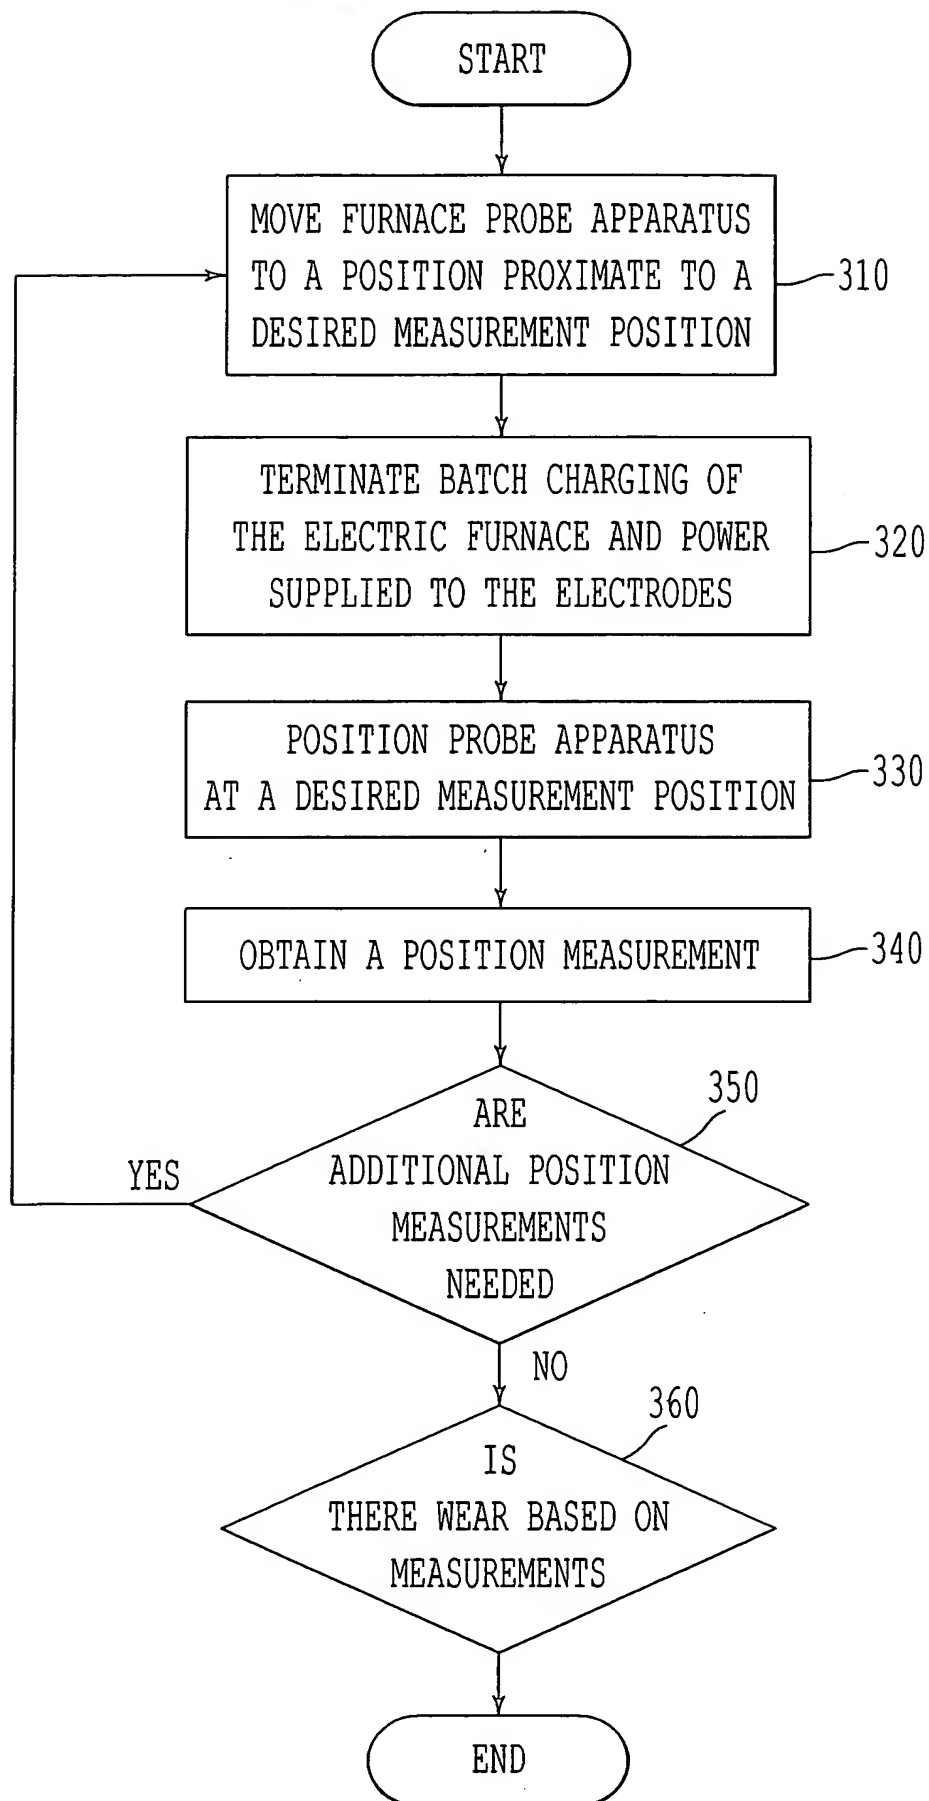 START
MOVE FURNACE PROBE APPARATUS
TO A POSITION PROXIMATE TO A
DESIRED MEASUREMENT POSITION
310
TERMINATE BATCH CHARGING OF
THE ELECTRIC FURNACE AND POWER
SUPPLIED TO THE ELECTRODES
320
POSITION PROBE APPARATUS
AT A DESIRED MEASUREMENT POSITION
330
OBTAIN A POSITION MEASUREMENT
340
350
ARE
ADDITIONAL POSITION
MEASUREMENTS
NEEDED
YES
NO
360
IS
THERE WEAR BASED ON
MEASUREMENTS
END